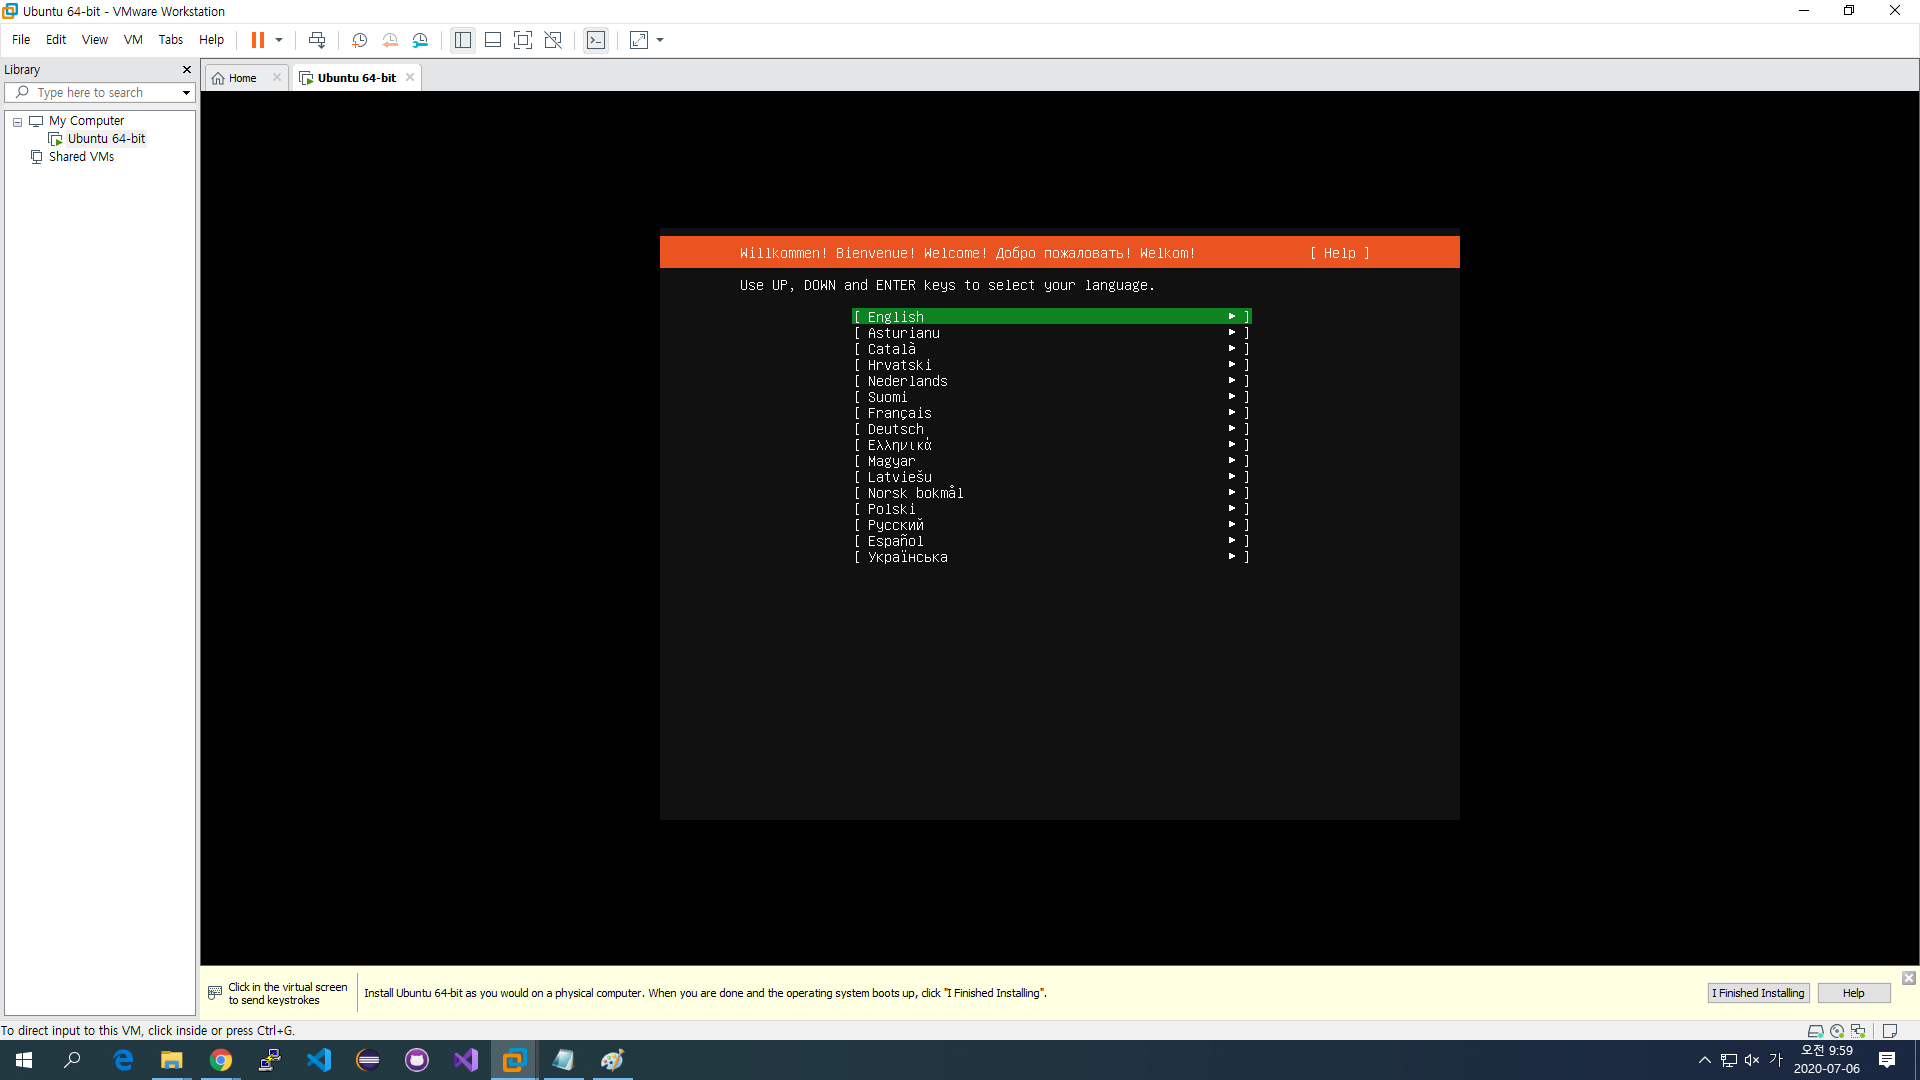 Ubuntu 64-bit - VMware Workstation
File Edit View VM Tabs Help
Library
Type here to search
My Computer
Ubuntu 64-bit
Shared VMs
Home
Ubuntu 64-bit
Willkommen! Bienvenue! Welcome! Добро пожаловать! Welkom! [ Help ]
Use UP, DOWN and ENTER keys to select your language.
[ English ► ]
[ Asturianu ► ]
[ Català ► ]
[ Hrvatski ► ]
[ Nederlands ► ]
[ Suomi ► ]
[ Français ► ]
[ Deutsch ► ]
[ Ελληνικά ► ]
[ Magyar ► ]
[ Latviešu ► ]
[ Norsk bokmål ► ]
[ Polski ► ]
[ Русский ► ]
[ Español ► ]
[ Українська ► ]
Click in the virtual screen
to send keystrokes
Install Ubuntu 64-bit as you would on a physical computer. When you are done and the operating system boots up, click "I Finished Installing".
I Finished Installing
Help
To direct input to this VM, click inside or press Ctrl+G.
가
오전 9:59
2020-07-06